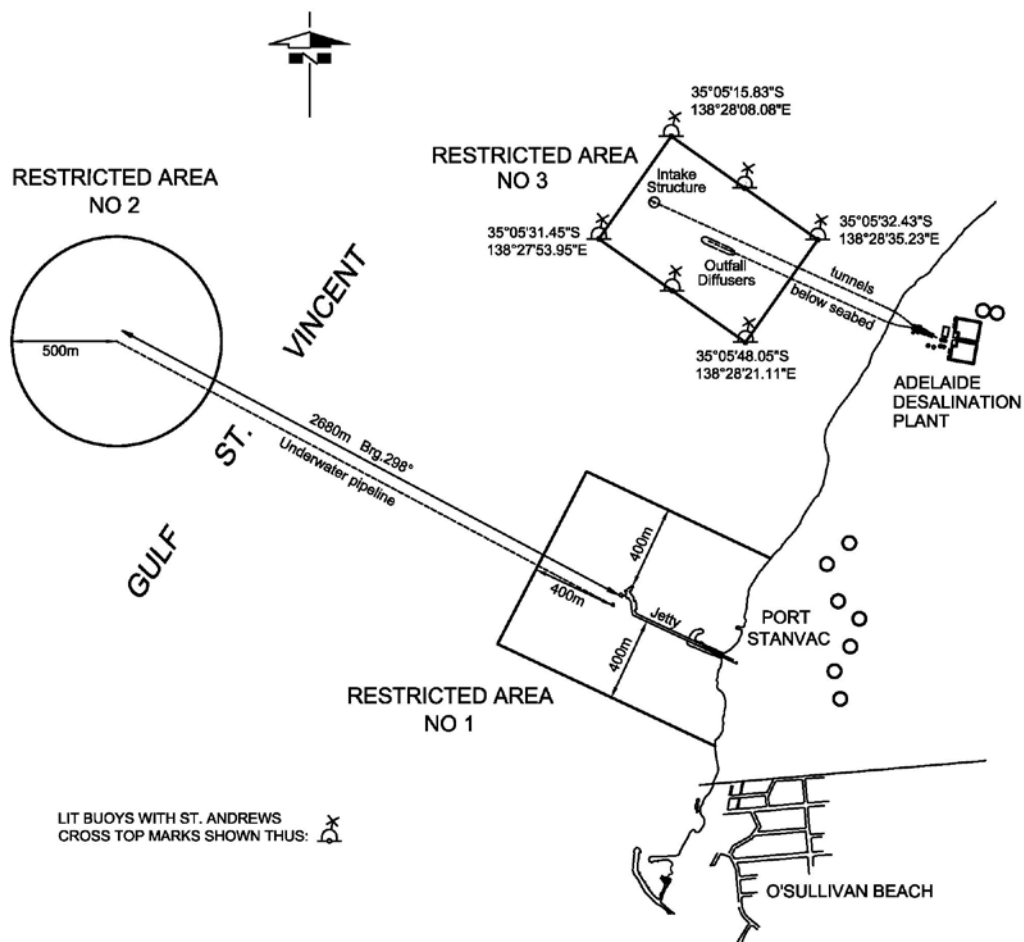 N
35°05'15.83"S
138°28'08.08"E
RESTRICTED AREA
NO 3
RESTRICTED AREA
NO 2
Intake
Structure
35°05'32.43"S
138°28'35.23"E
35°05'31.45"S
138°27'53.95"E
Outfall
Diffusers
tunnels
below seabed
500m
35°05'48.05"S
138°28'21.11"E
ADELAIDE
DESALINATION
PLANT
GULF ST. VINCENT
2680m Brg.298°
Underwater pipeline
400m
400m
Jetty
400m
PORT
STANVAC
RESTRICTED AREA
NO 1
LIT BUOYS WITH ST. ANDREWS
CROSS TOP MARKS SHOWN THUS:
O'SULLIVAN BEACH